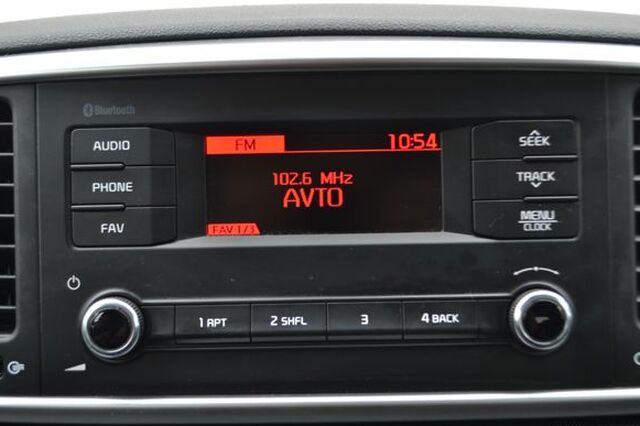 Bluetooth
AUDIO
PHONE
FAV
FM 10:54
102.6 MHz
AVTO
FAV 1/3
SEEK
TRACK
MENU
CLOCK
1 RPT 2 SHFL 3 4 BACK